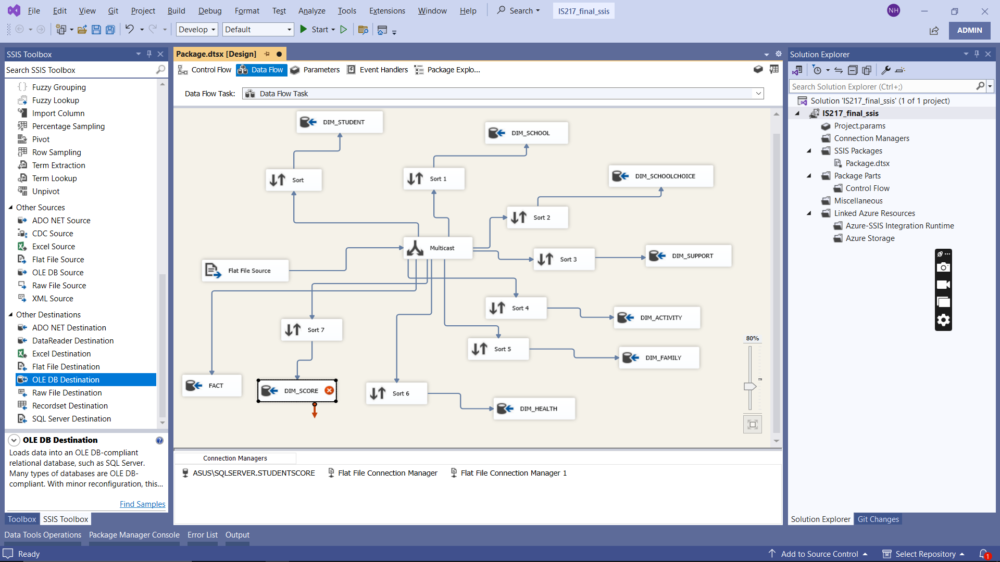 File Edit View Git Project Build Debug Format Test Analyze Tools Extensions Window Help Search IS217_final_ssis NH
Develop Default Start ADMIN
SSIS Toolbox
Search SSIS Toolbox
Fuzzy Grouping
Fuzzy Lookup
Import Column
Percentage Sampling
Pivot
Row Sampling
Term Extraction
Term Lookup
Unpivot
Other Sources
ADO NET Source
CDC Source
Excel Source
Flat File Source
OLE DB Source
Raw File Source
XML Source
Other Destinations
ADO NET Destination
DataReader Destination
Excel Destination
Flat File Destination
OLE DB Destination
Raw File Destination
Recordset Destination
SQL Server Destination
OLE DB Destination
Loads data into an OLE DB-compliant
relational database, such as SQL Server.
Many types of databases are OLE DB-
compliant. With minor reconfiguration, this...
Find Samples
Toolbox SSIS Toolbox
Package.dtsx [Design]
Control Flow Data Flow Parameters Event Handlers Package Explo...
Data Flow Task: Data Flow Task
DIM_STUDENT
DIM_SCHOOL
Sort
Sort 1
DIM_SCHOOLCHOICE
Sort 2
Multicast
Sort 3
DIM_SUPPORT
Flat File Source
Sort 4
DIM_ACTIVITY
Sort 7
Sort 5
DIM_FAMILY
80%
FACT
DIM_SCORE
Sort 6
DIM_HEALTH
Connection Managers
ASUS\SQLSERVER.STUDENTSCORE Flat File Connection Manager Flat File Connection Manager 1
Solution Explorer
Search Solution Explorer (Ctrl+;)
Solution 'IS217_final_ssis' (1 of 1 project)
IS217_final_ssis
Project.params
Connection Managers
SSIS Packages
Package.dtsx
Package Parts
Control Flow
Miscellaneous
Linked Azure Resources
Azure-SSIS Integration Runtime
Azure Storage
Solution Explorer Git Changes
Data Tools Operations Package Manager Console Error List Output
Ready Add to Source Control Select Repository 1